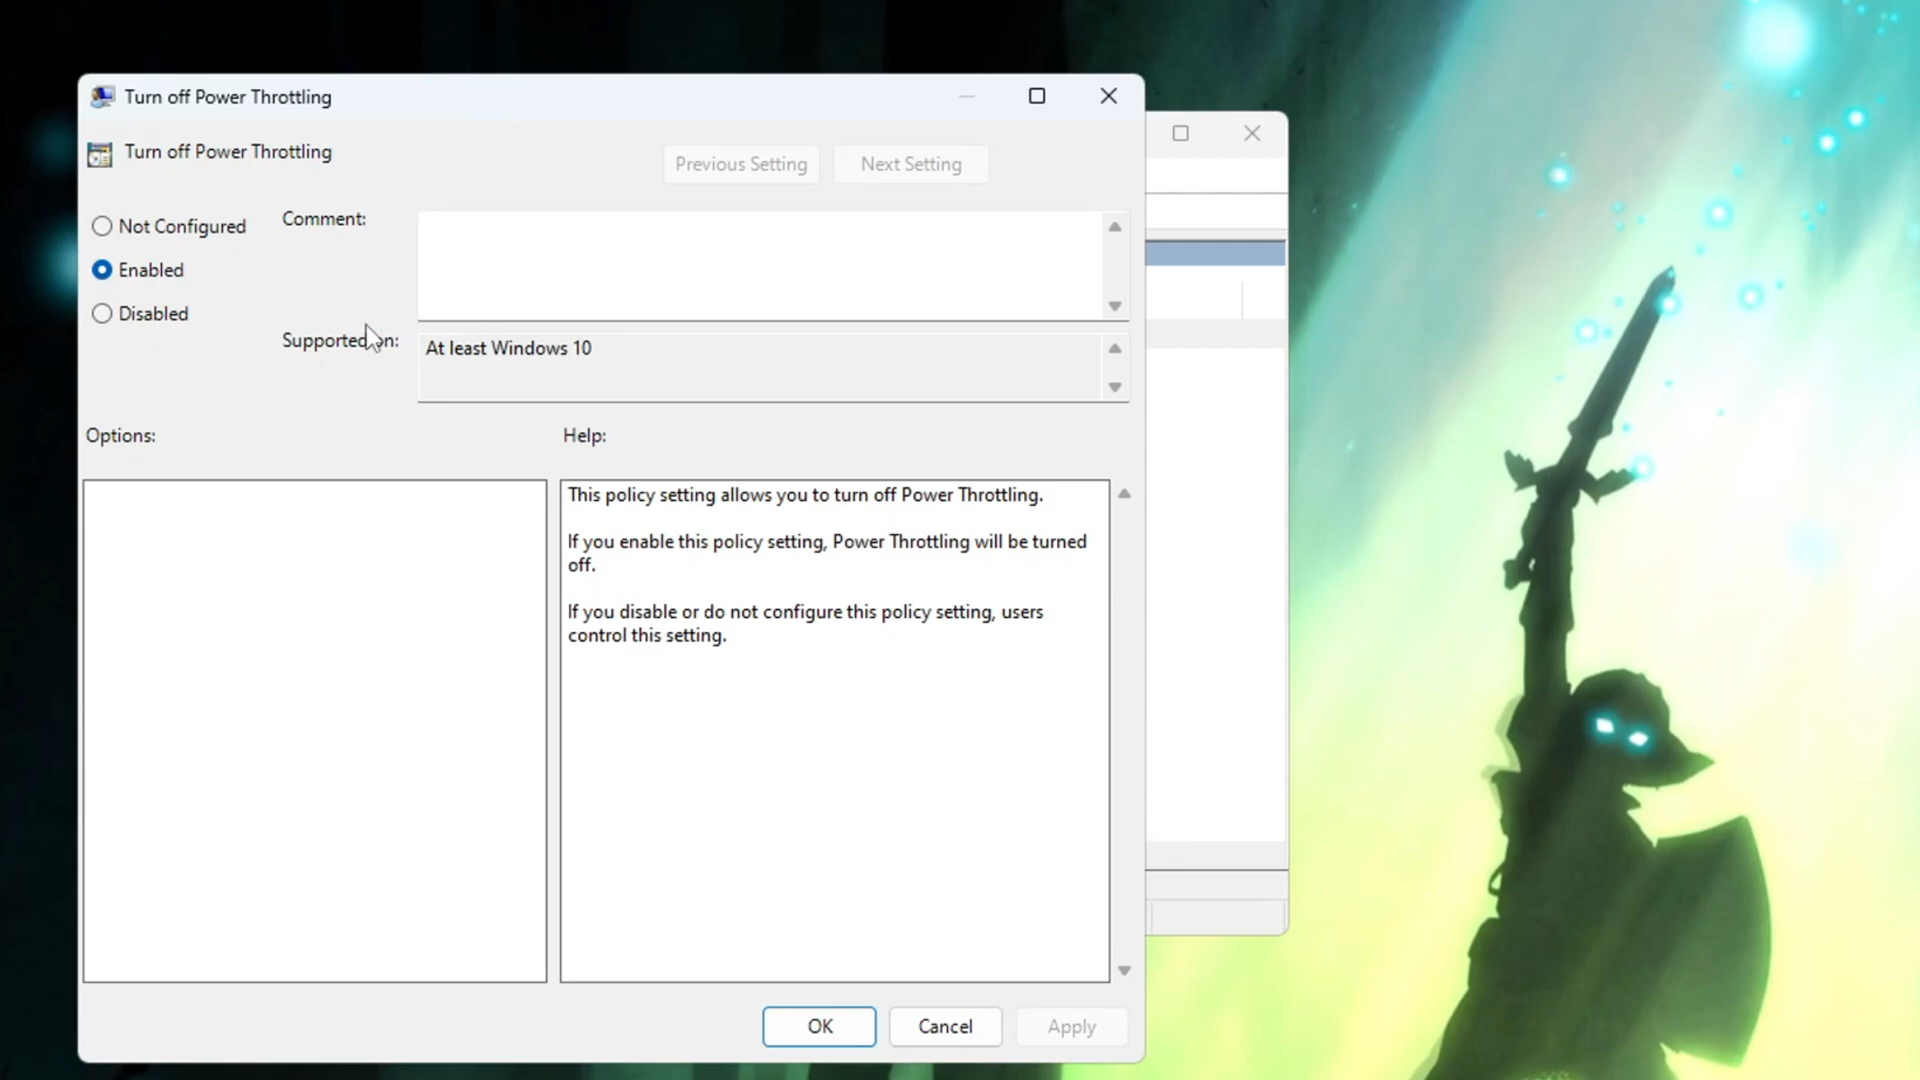 Turn off Power Throttling
Turn off Power Throttling
Previous Setting
Next Setting
Not Configured
Comment:
Enabled
Disabled
Supported on:
At least Windows 10
Options:
Help:
This policy setting allows you to turn off Power Throttling.
If you enable this policy setting, Power Throttling will be turned
off.
If you disable or do not configure this policy setting, users
control this setting.
OK
Cancel
Apply